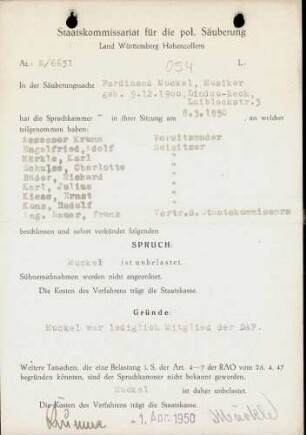 Staatskommissariat für die pol. Säuberung
Land Württemberg Hohenzollern
Az: K/6631 054 L.
In der Säuberungssache Ferdinand Muckel, Musiker
geb. 9.12.1900, Lindau-Reck,
Laiblachstr.3
hat die Spruchkammer in ihrer Sitzung am 8.3.1950, an welcher
teilgenommen haben:
Assessor Krumm Vorsitzender
Engelfried, Adolf Beisitzer
Märkle, Karl "
Schulze, Charlotte "
Bäder, Richard "
Karl, Julius "
Kiess, Ernst "
Kons, Rudolf "
Ing. Bauer, Franz Vertr.d.Staatskommissars
beschlossen und sofort verkündet folgenden
SPRUCH:
Muckel ist unbelastet.
Sühnemaßnahmen werden nicht angeordnet.
Die Kosten des Verfahrens trägt die Staatskasse.
Gründe:
Muckel war lediglich Mitglied der DAF.
Weitere Tatsachen, die eine Belastung i. S. der Art. 4–7 der RAO vom 28. 4. 47
begründen könnten, sind der Spruchkammer nicht bekannt geworden.
Muckel ist daher unbelastet.
Die Kosten des Verfahrens trägt die Staatskasse.
-1. Apr. 1950